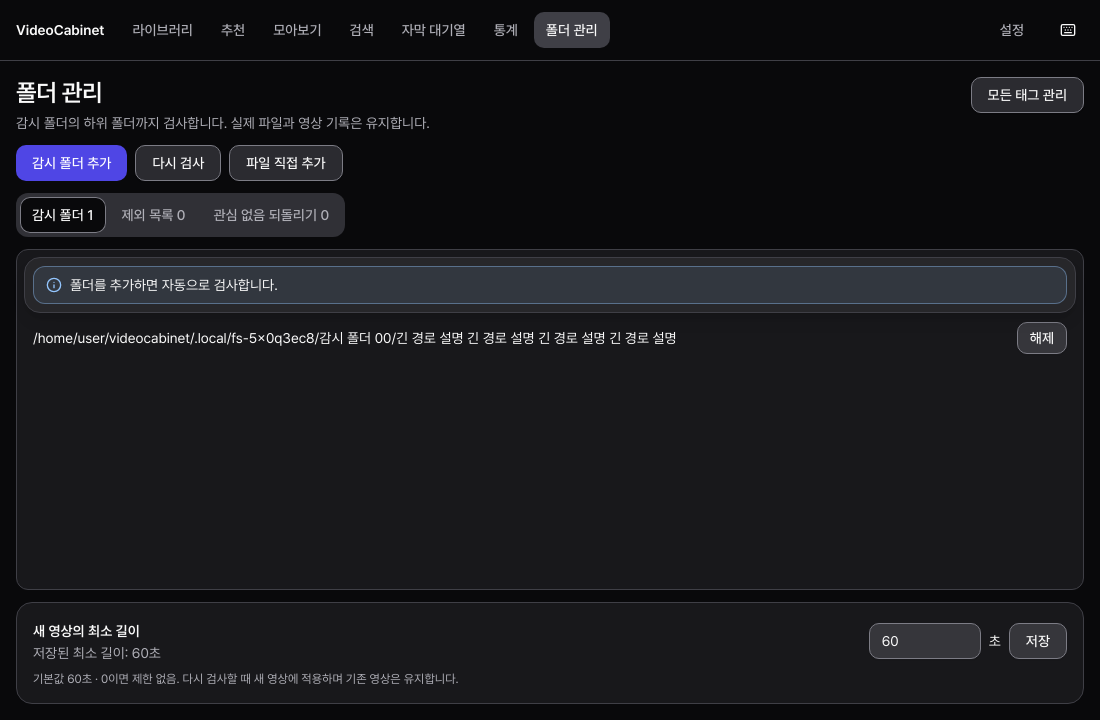 VideoCabinet 라이브러리 추천 모아보기 검색 자막 대기열 통계 폴더 관리 설정
폴더 관리
모든 태그 관리
감시 폴더의 하위 폴더까지 검사합니다. 실제 파일과 영상 기록은 유지합니다.
감시 폴더 추가 다시 검사 파일 직접 추가
감시 폴더 1 제외 목록 0 관심 없음 되돌리기 0
폴더를 추가하면 자동으로 검사합니다.
/home/user/videocabinet/.local/fs-5x0q3ec8/감시 폴더 00/긴 경로 설명 긴 경로 설명 긴 경로 설명 긴 경로 설명 해제
새 영상의 최소 길이
저장된 최소 길이: 60초
60 초 저장
기본값 60초 · 0이면 제한 없음. 다시 검사할 때 새 영상에 적용하며 기존 영상은 유지합니다.